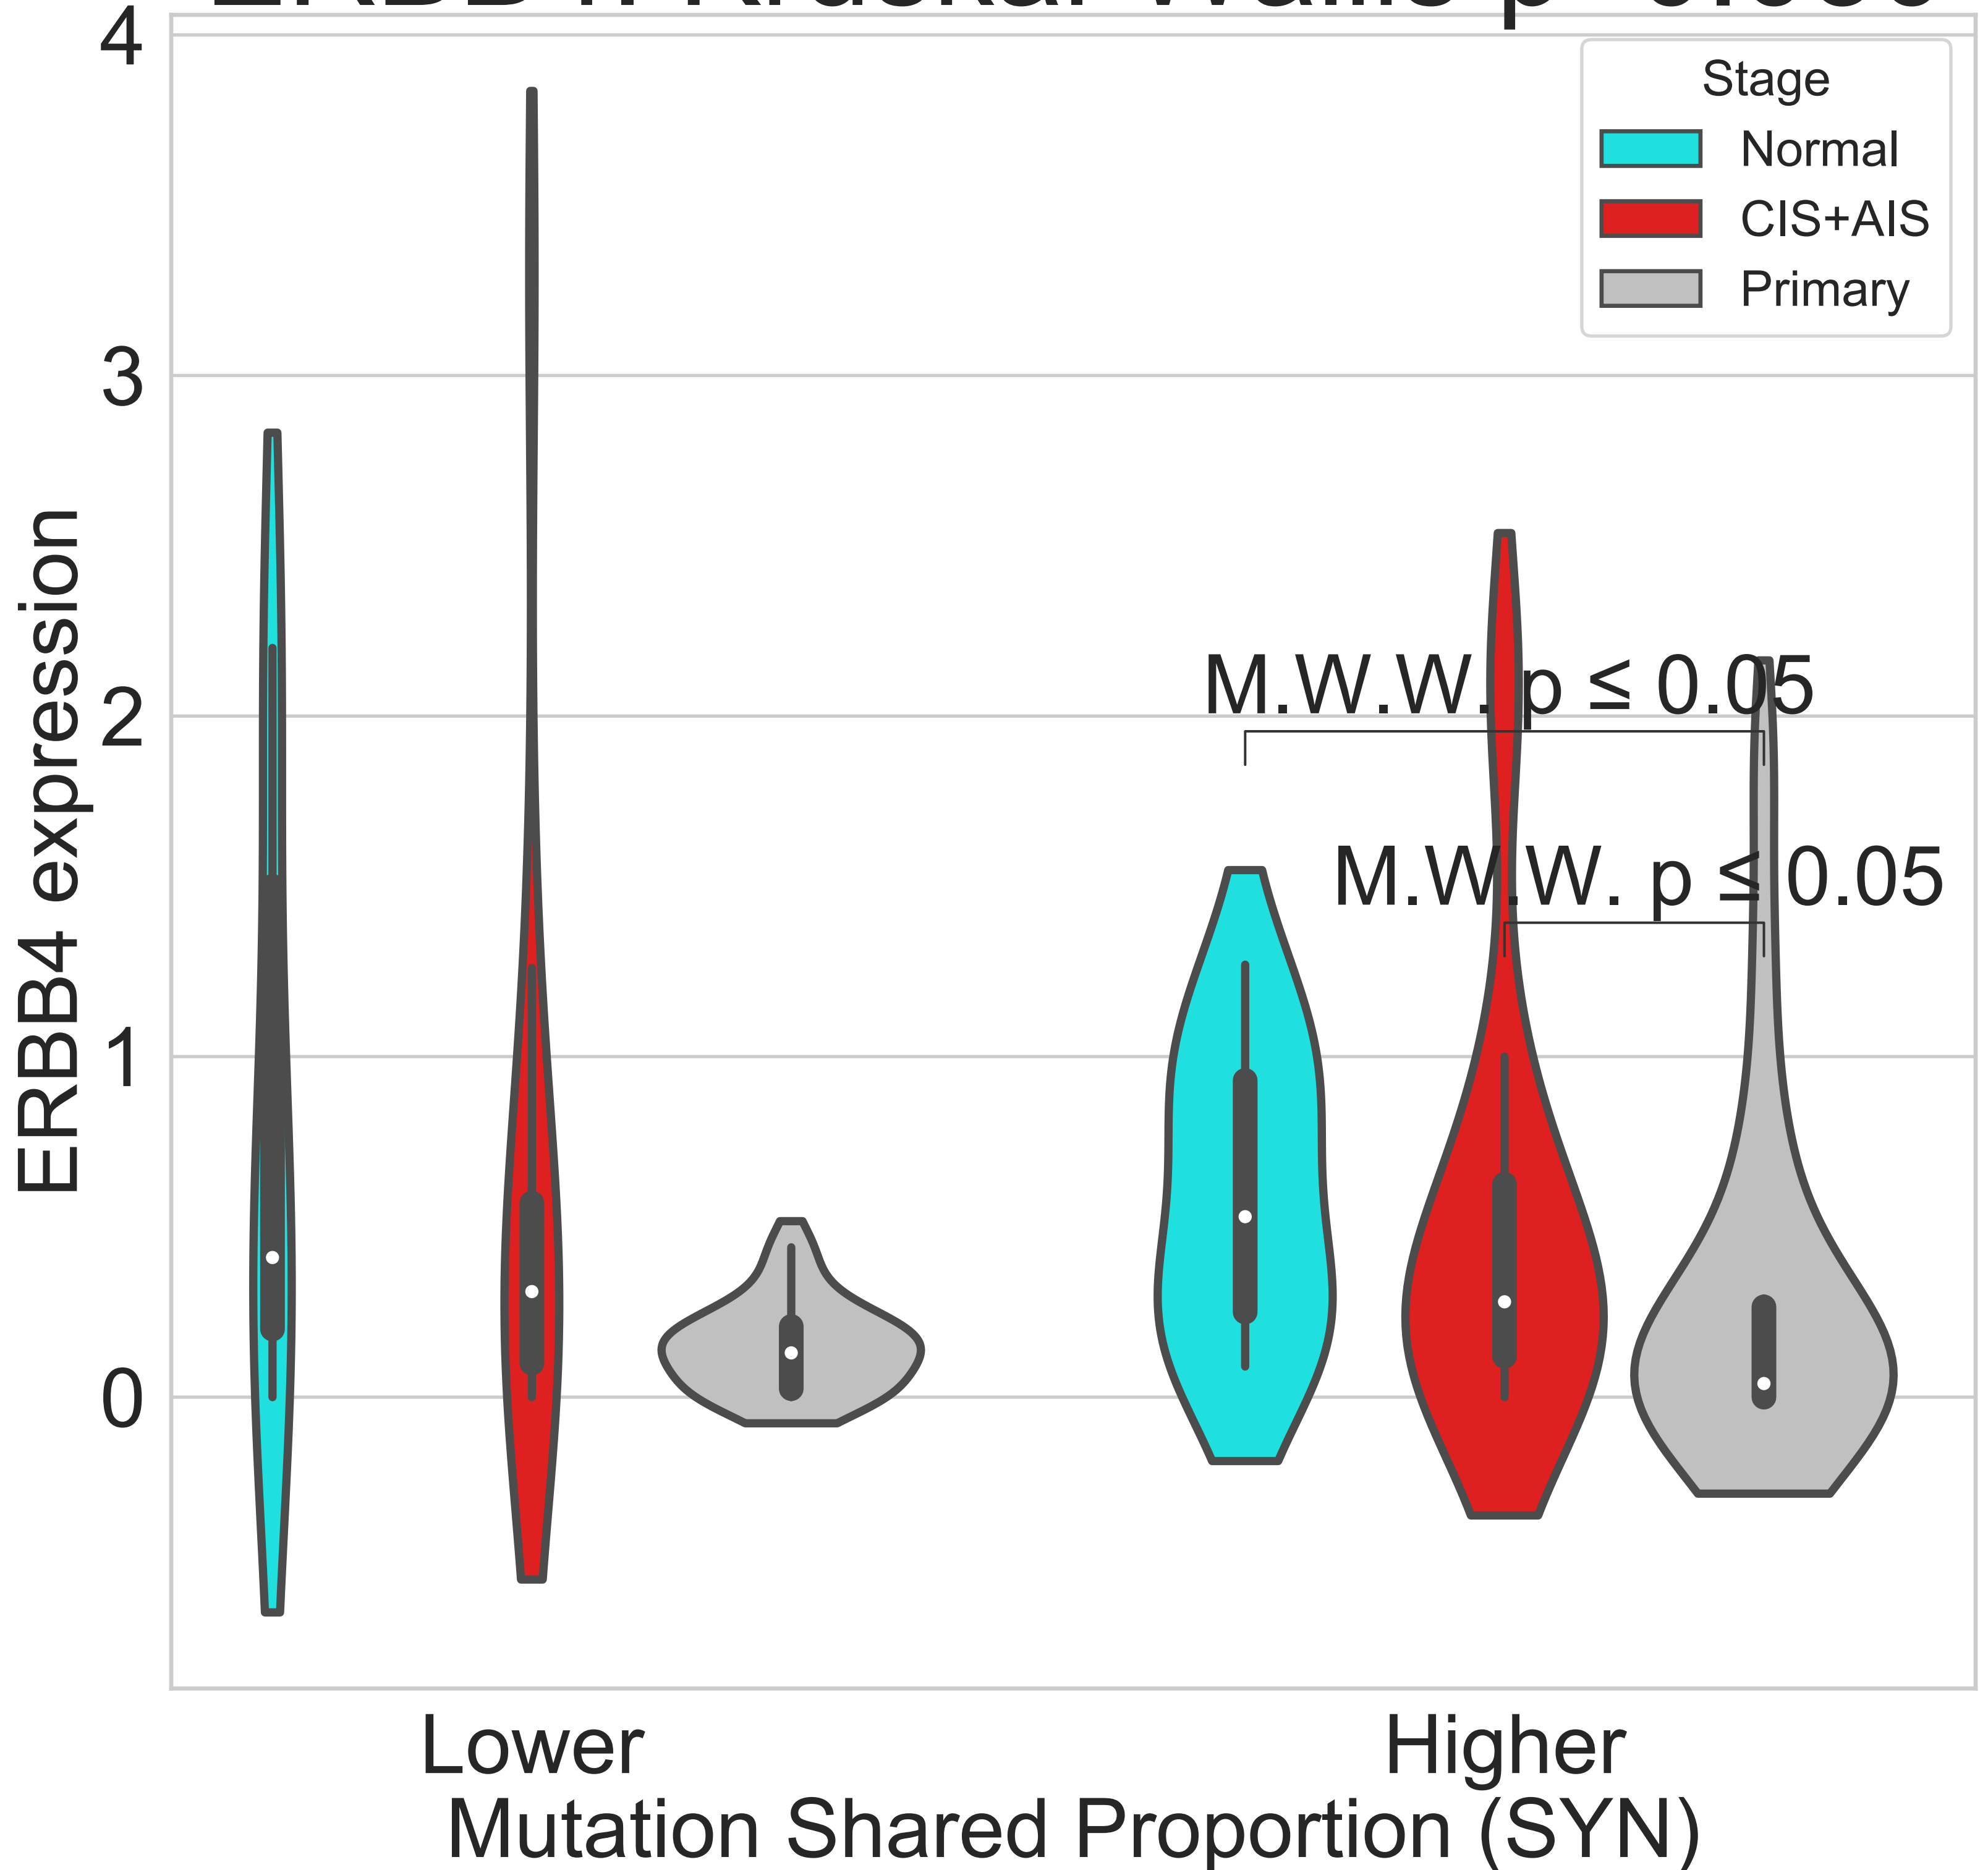 4
3
2
1
0
ERBB4 expression
Stage
Normal
CIS+AIS
Primary
M.W.W. p ≤ 0.05
M.W.W. p ≤ 0.05
Lower
Higher
Mutation Shared Proportion (SYN)